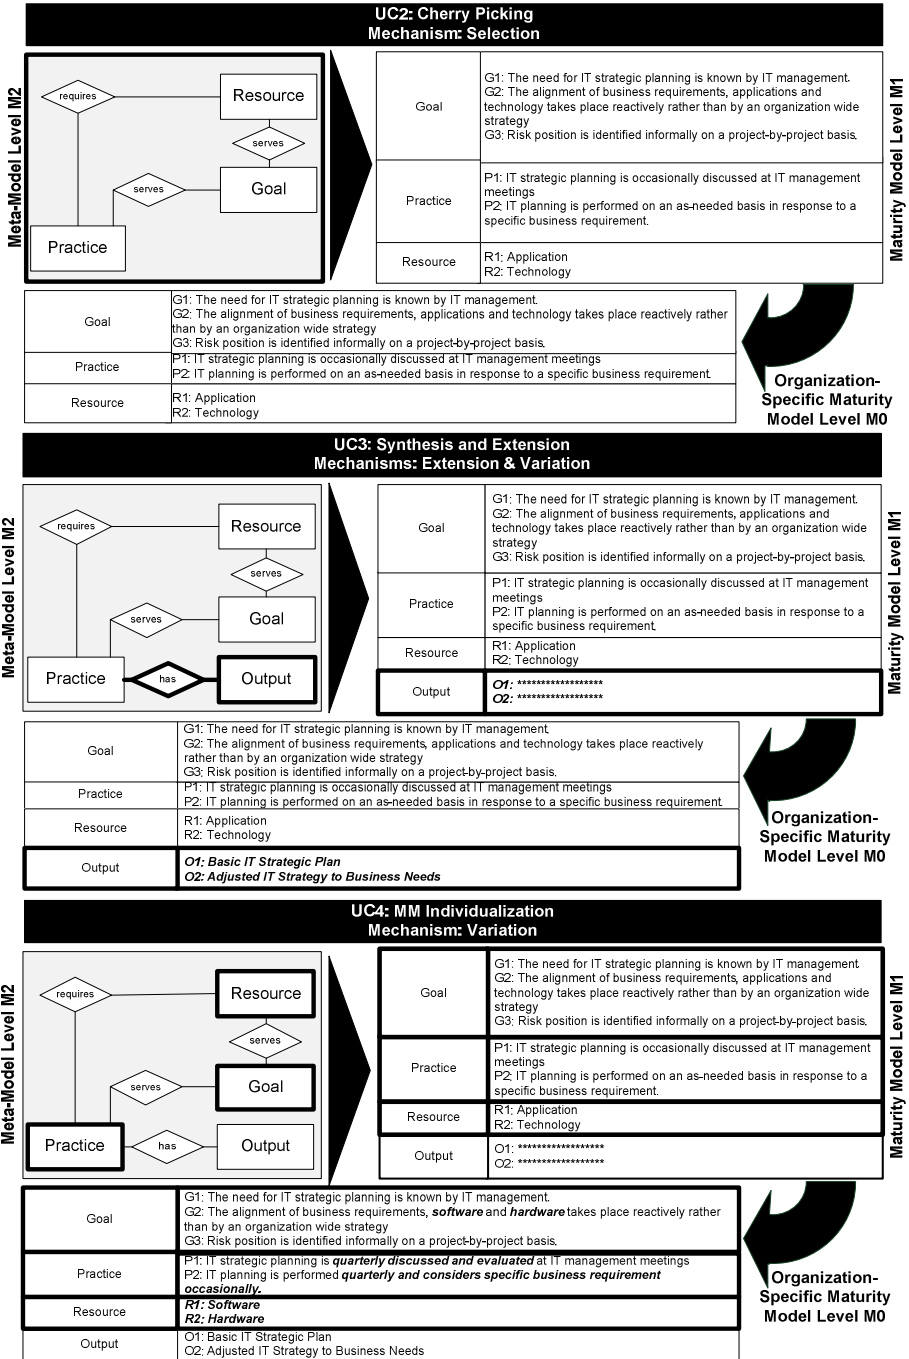 UC2: Cherry Picking
Mechanism: Selection
Meta-Model Level M2
requires
Resource
serves
serves
Goal
Practice
Goal
G1: The need for IT strategic planning is known by IT management.
G2: The alignment of business requirements, applications and
technology takes place reactively rather than by an organization wide
strategy
G3: Risk position is identified informally on a project-by-project basis.
Practice
P1: IT strategic planning is occasionally discussed at IT management
meetings
P2: IT planning is performed on an as-needed basis in response to a
specific business requirement.
Resource
R1: Application
R2: Technology
Maturity Model Level M1
Goal
G1: The need for IT strategic planning is known by IT management.
G2: The alignment of business requirements, applications and technology takes place reactively rather
than by an organization wide strategy
G3: Risk position is identified informally on a project-by-project basis.
Practice
P1: IT strategic planning is occasionally discussed at IT management meetings
P2: IT planning is performed on an as-needed basis in response to a specific business requirement.
Resource
R1: Application
R2: Technology
Organization-
Specific Maturity
Model Level M0
UC3: Synthesis and Extension
Mechanisms: Extension & Variation
Meta-Model Level M2
requires
Resource
serves
serves
Goal
Practice
has
Output
Goal
G1: The need for IT strategic planning is known by IT management.
G2: The alignment of business requirements, applications and
technology takes place reactively rather than by an organization wide
strategy
G3: Risk position is identified informally on a project-by-project basis.
Practice
P1: IT strategic planning is occasionally discussed at IT management
meetings
P2: IT planning is performed on an as-needed basis in response to a
specific business requirement.
Resource
R1: Application
R2: Technology
Output
O1: ******************
O2: ******************
Maturity Model Level M1
Goal
G1: The need for IT strategic planning is known by IT management.
G2: The alignment of business requirements, applications and technology takes place reactively
rather than by an organization wide strategy
G3: Risk position is identified informally on a project-by-project basis.
Practice
P1: IT strategic planning is occasionally discussed at IT management meetings
P2: IT planning is performed on an as-needed basis in response to a specific business requirement.
Resource
R1: Application
R2: Technology
Output
O1: Basic IT Strategic Plan
O2: Adjusted IT Strategy to Business Needs
Organization-
Specific Maturity
Model Level M0
UC4: MM Individualization
Mechanism: Variation
Meta-Model Level M2
requires
Resource
serves
serves
Goal
Practice
has
Output
Goal
G1: The need for IT strategic planning is known by IT management.
G2: The alignment of business requirements, applications and
technology takes place reactively rather than by an organization wide
strategy
G3: Risk position is identified informally on a project-by-project basis.
Practice
P1: IT strategic planning is occasionally discussed at IT management
meetings
P2: IT planning is performed on an as-needed basis in response to a
specific business requirement.
Resource
R1: Application
R2: Technology
Output
O1: ******************
O2: ******************
Maturity Model Level M1
Goal
G1: The need for IT strategic planning is known by IT management.
G2: The alignment of business requirements, software and hardware takes place reactively rather
than by an organization wide strategy
G3: Risk position is identified informally on a project-by-project basis.
Practice
P1: IT strategic planning is quarterly discussed and evaluated at IT management meetings
P2: IT planning is performed quarterly and considers specific business requirement
occasionally.
Resource
R1: Software
R2: Hardware
Output
O1: Basic IT Strategic Plan
O2: Adjusted IT Strategy to Business Needs
Organization-
Specific Maturity
Model Level M0